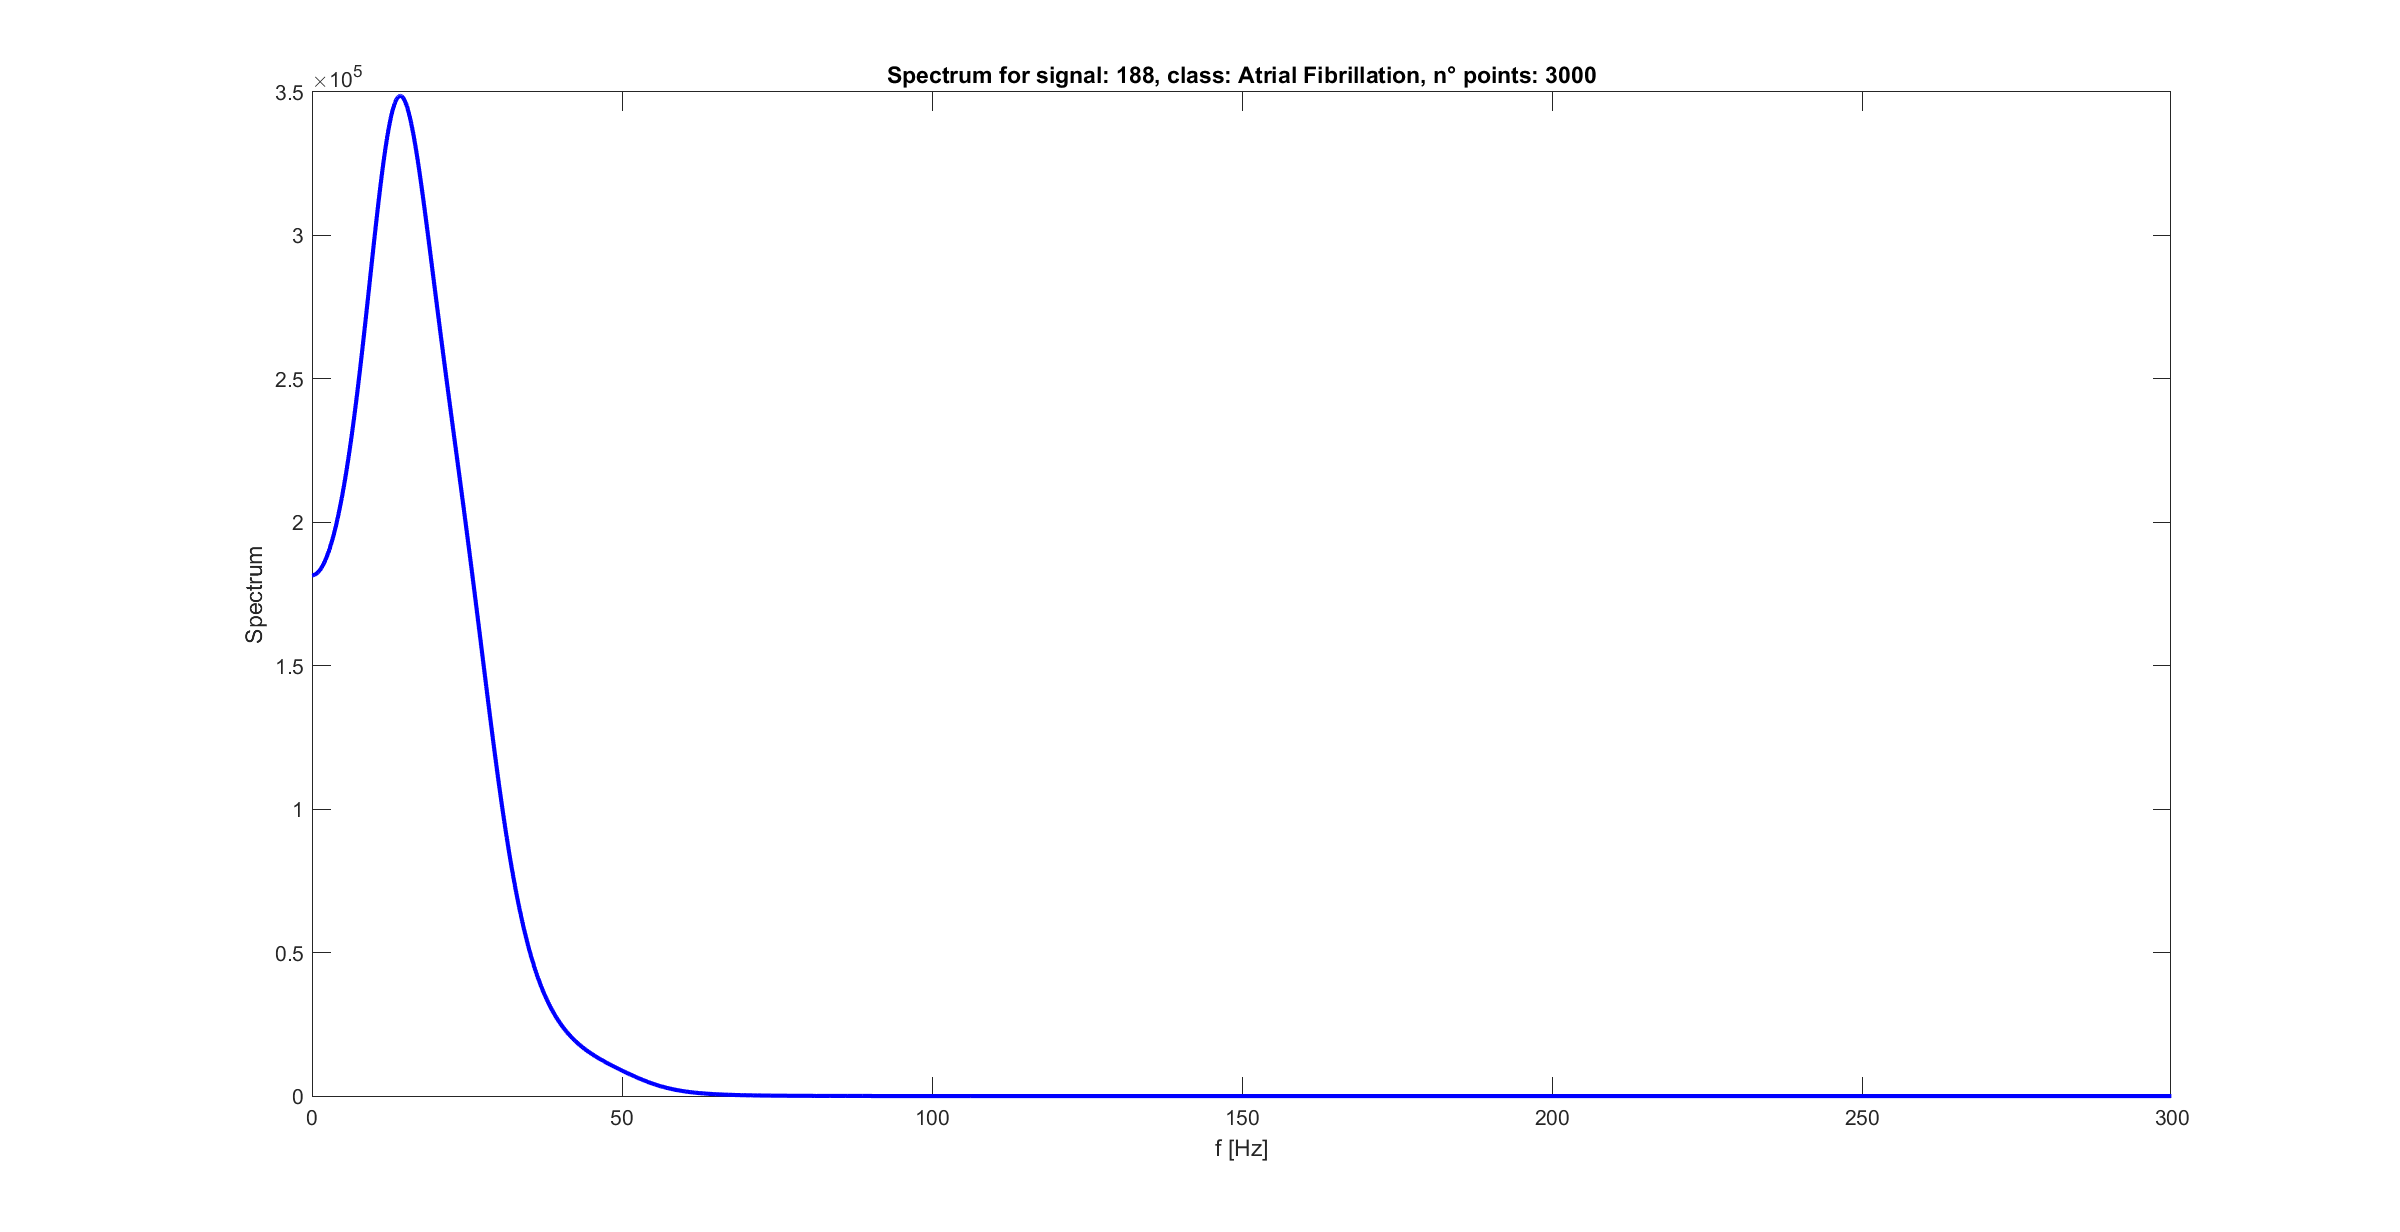 Spectrum for signal: 188, class: Atrial Fibrillation, n° points: 3000
×10^5
3.5
3
2.5
2
1.5
1
0.5
0
Spectrum
0 50 100 150 200 250 300
f [Hz]